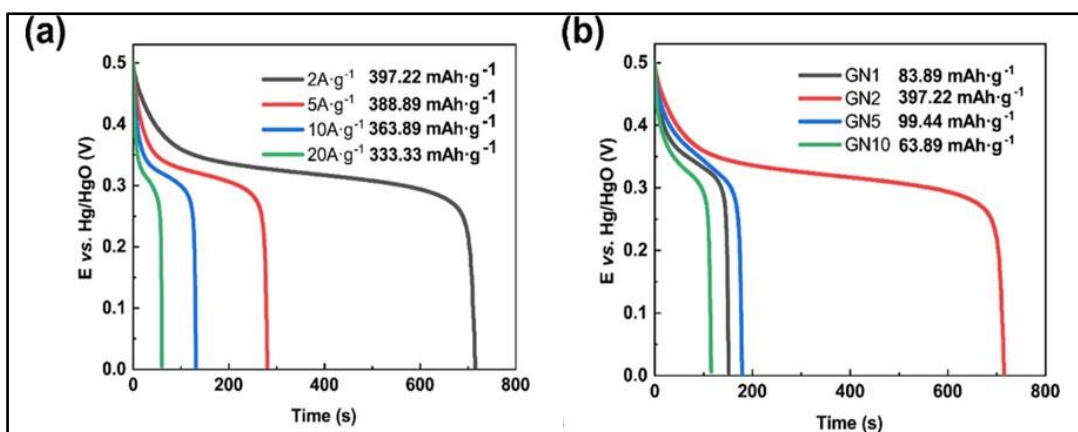 (a)
0.5
0.4
0.3
0.2
0.1
0.0
E vs. Hg/HgO (V)
2A·g⁻¹ 397.22 mAh·g⁻¹
5A·g⁻¹ 388.89 mAh·g⁻¹
10A·g⁻¹ 363.89 mAh·g⁻¹
20A·g⁻¹ 333.33 mAh·g⁻¹
0 200 400 600 800
Time (s)
(b)
0.5
0.4
0.3
0.2
0.1
0.0
E vs. Hg/HgO (V)
GN1 83.89 mAh·g⁻¹
GN2 397.22 mAh·g⁻¹
GN5 99.44 mAh·g⁻¹
GN10 63.89 mAh·g⁻¹
0 200 400 600 800
Time (s)